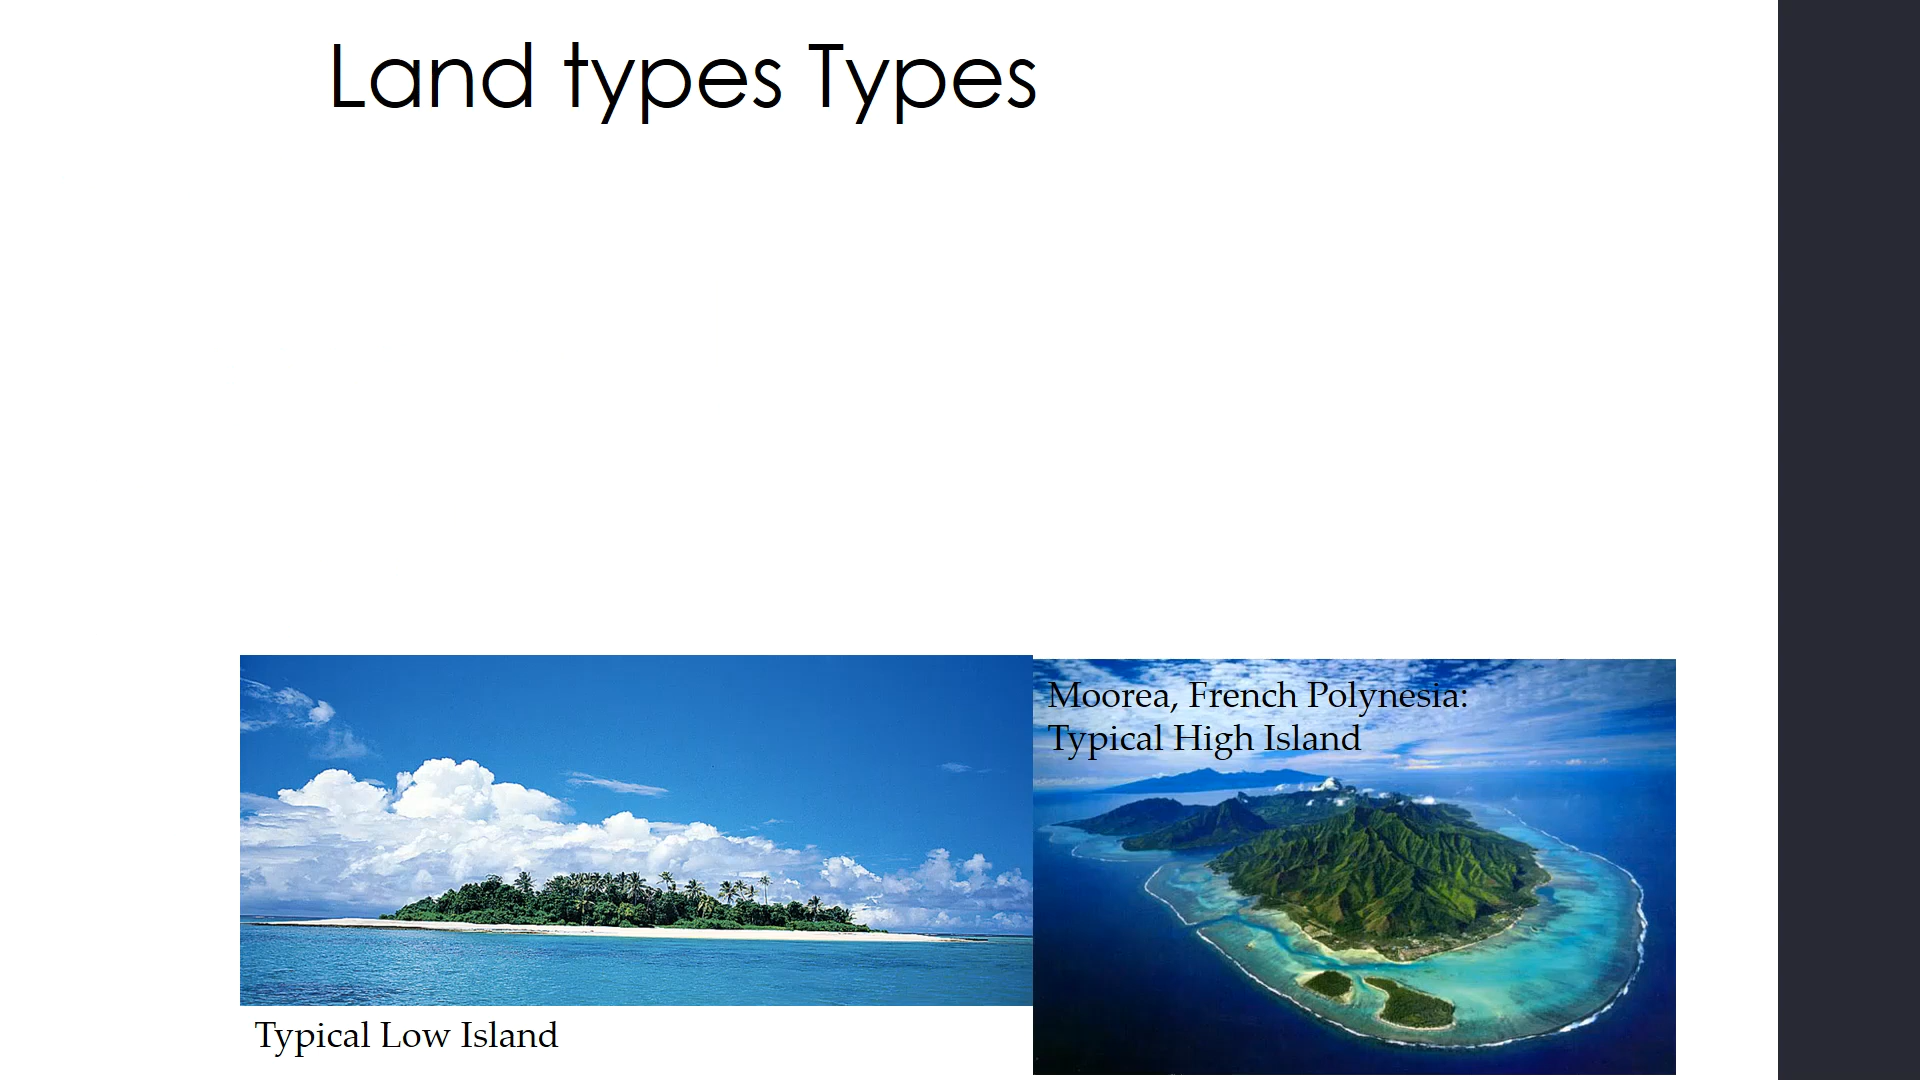 Land types Types
Moorea, French Polynesia:
Typical High Island
Typical Low Island